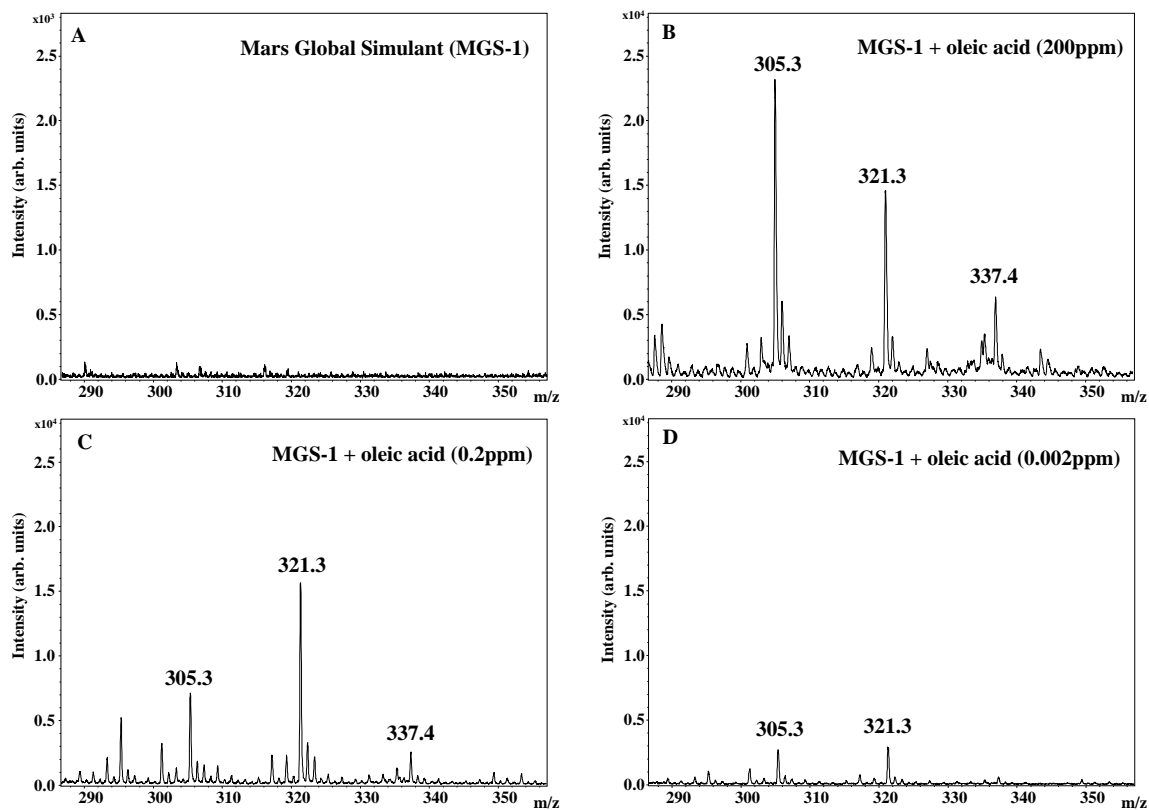 x10³
A
Mars Global Simulant (MGS-1)
2.5
2.0
1.5
1.0
0.5
0.0
Intensity (arb. units)
290 300 310 320 330 340 350 m/z
x10⁴
B
MGS-1 + oleic acid (200ppm)
305.3
321.3
337.4
2.5
2.0
1.5
1.0
0.5
0.0
Intensity (arb. units)
290 300 310 320 330 340 350 m/z
x10⁴
C
MGS-1 + oleic acid (0.2ppm)
321.3
305.3
337.4
2.5
2.0
1.5
1.0
0.5
0.0
Intensity (arb. units)
290 300 310 320 330 340 350 m/z
x10⁴
D
MGS-1 + oleic acid (0.002ppm)
305.3
321.3
2.5
2.0
1.5
1.0
0.5
0.0
Intensity (arb. units)
290 300 310 320 330 340 350 m/z